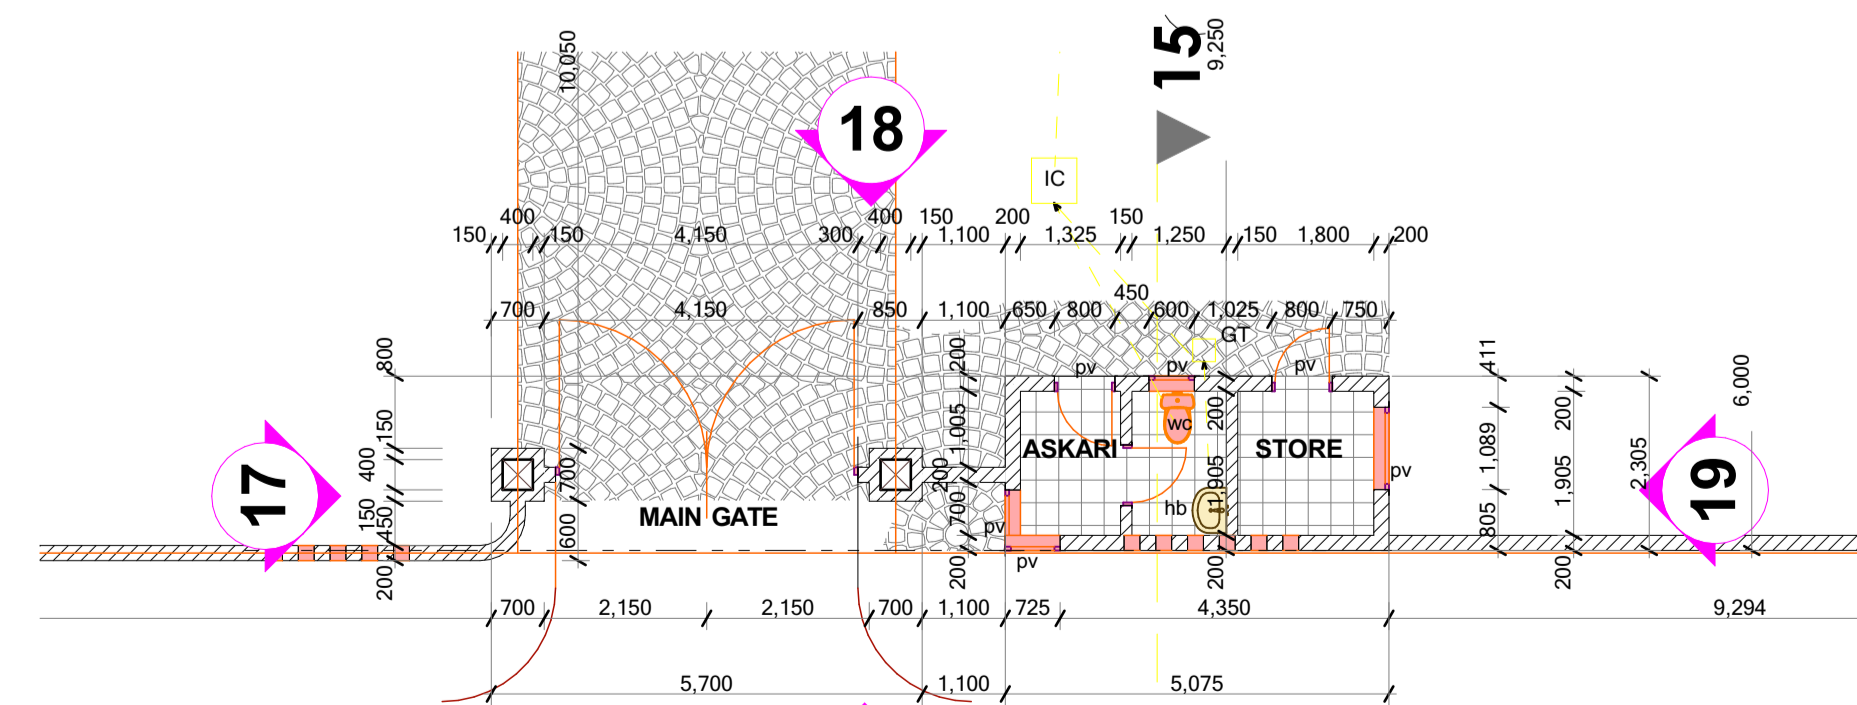 10,050
15
9,250
18
IC
400
400 150 200 150
150 150 4,150 300 1,100 1,325 1,250 150 1,800 200
450
700 4,150 850 1,100 650 800 600 1,025 800 750
GT
800
200
411
6,000
pv pv pv
150
1,005
wc
200
200
ASKARI
STORE
1,089
2,305
400
700
200
1,905
1,905
pv
17
19
150
450
MAIN GATE
700
pv
hb
805
600
200
200
pv
200
200
200
700 2,150 2,150 700 1,100 725 4,350 9,294
5,700 1,100 5,075